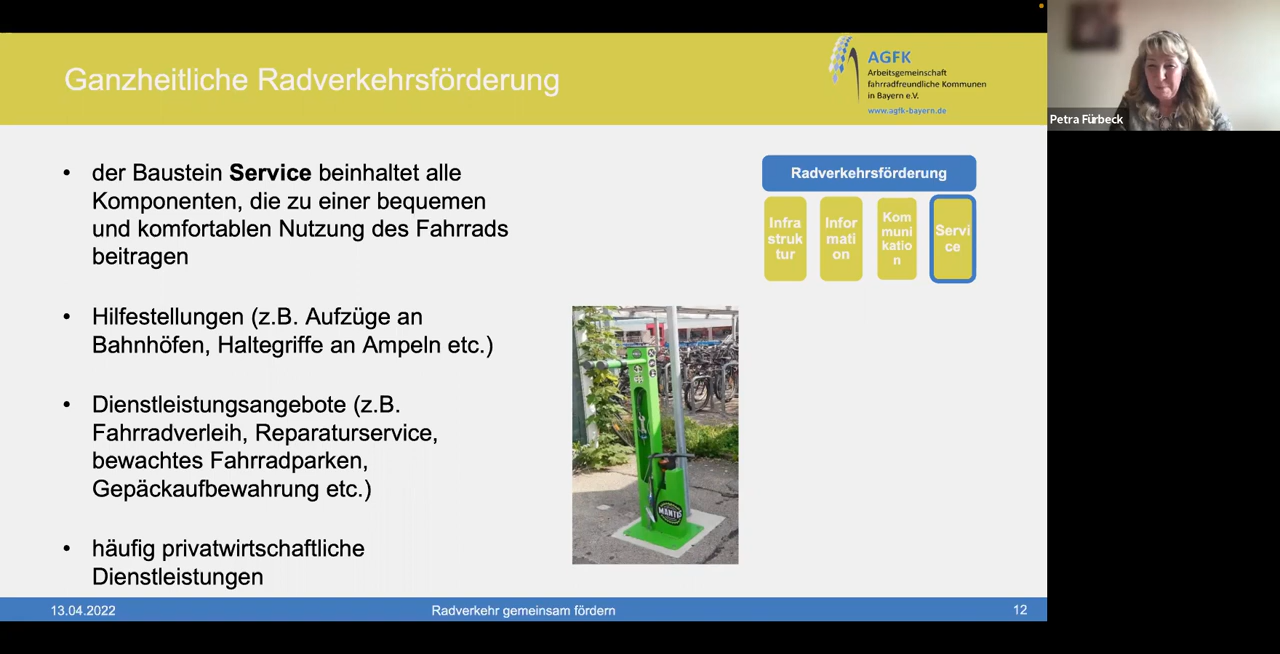 Ganzheitliche Radverkehrsförderung
AGFK
Arbeitsgemeinschaft
fahrradfreundliche Kommunen
in Bayern e.V.
www.agfk-bayern.de
Petra Fürbeck
• der Baustein Service beinhaltet alle
Komponenten, die zu einer bequemen
und komfortablen Nutzung des Fahrrads
beitragen
• Hilfestellungen (z.B. Aufzüge an
Bahnhöfen, Haltegriffe an Ampeln etc.)
• Dienstleistungsangebote (z.B.
Fahrradverleih, Reparaturservice,
bewachtes Fahrradparken,
Gepäckaufbewahrung etc.)
• häufig privatwirtschaftliche
Dienstleistungen
Radverkehrsförderung
Infra
struk
tur
Infor
mati
on
Kom
muni
katio
n
Servi
ce
13.04.2022
Radverkehr gemeinsam fördern
12